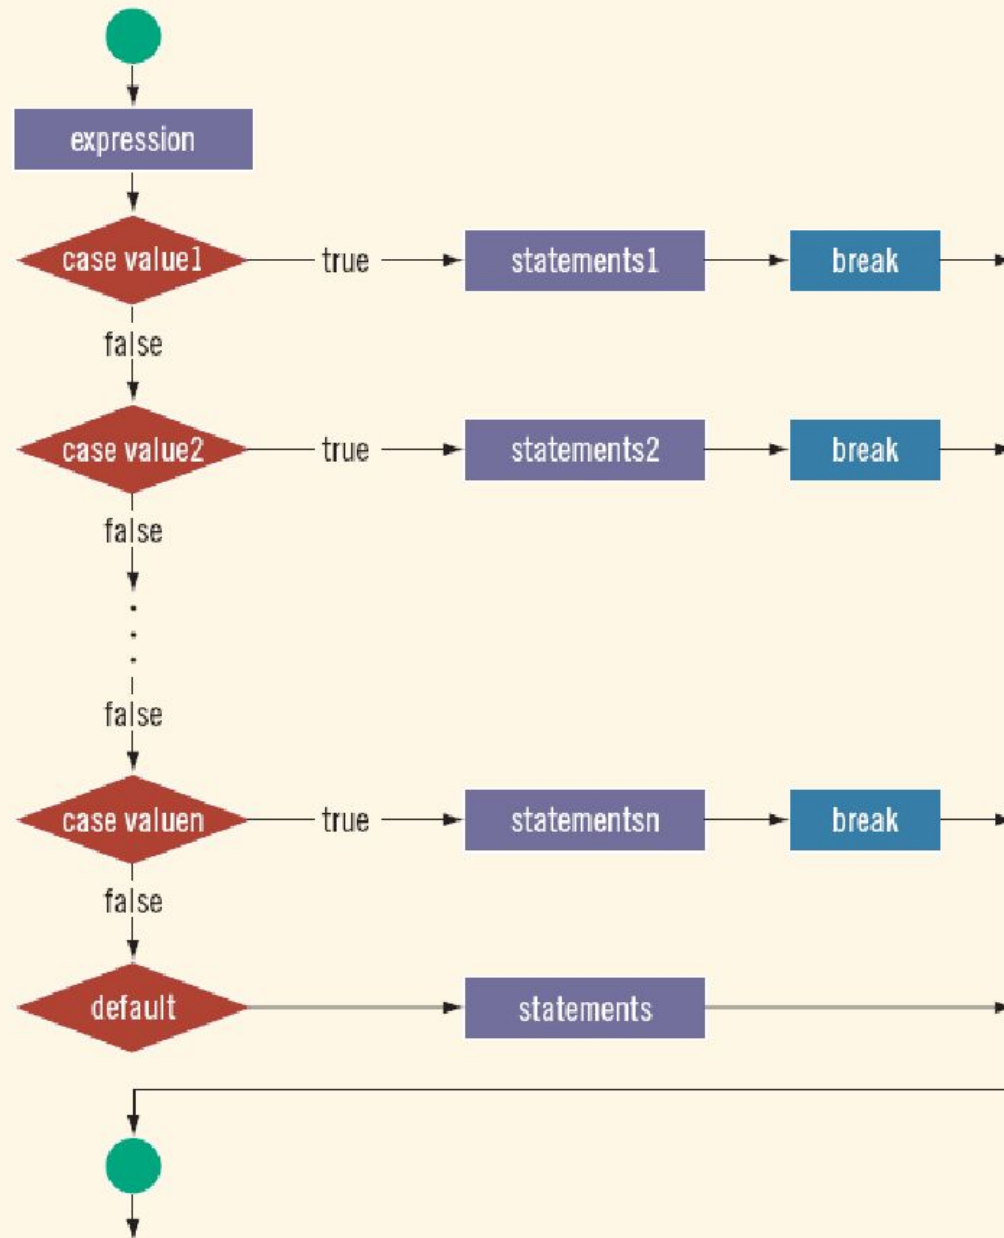 expression
case value1 true statements1 break
false
case value2 true statements2 break
false
false
case valuen true statementsn break
false
default statements